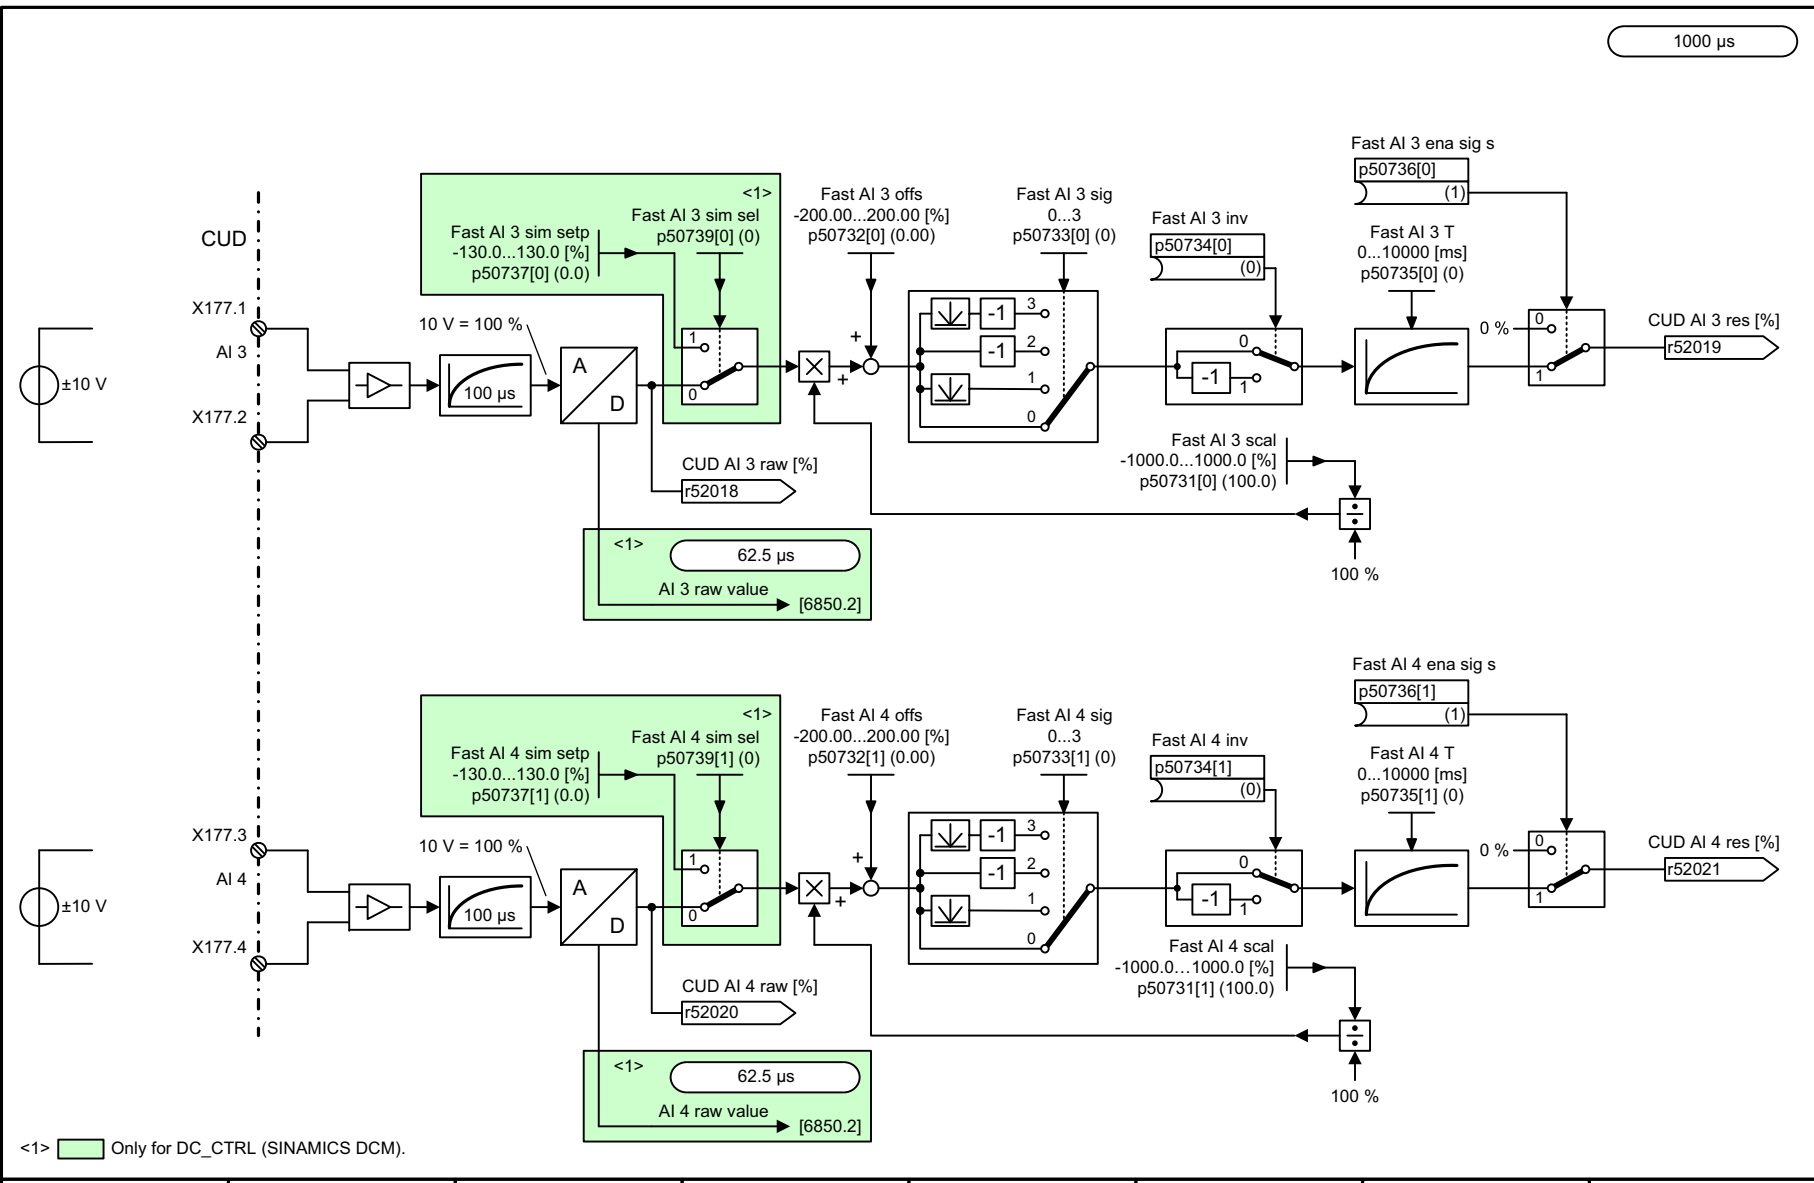 1000 µs
Fast AI 3 ena sig s
p50736[0]
(1)
<1>
Fast AI 3 offs
-200.00...200.00 [%]
p50732[0] (0.00)
Fast AI 3 sig
0...3
p50733[0] (0)
Fast AI 3 sim sel
p50739[0] (0)
Fast AI 3 sim setp
-130.0...130.0 [%]
p50737[0] (0.0)
Fast AI 3 inv
p50734[0]
(0)
Fast AI 3 T
0...10000 [ms]
p50735[0] (0)
CUD
X177.1
AI 3
X177.2
±10 V
10 V = 100 %
100 µs
A
D
1
0
+
+
3
-1
2
-1
1
0
0
-1
1
0 %
0
1
CUD AI 3 res [%]
r52019
CUD AI 3 raw [%]
r52018
Fast AI 3 scal
-1000.0...1000.0 [%]
p50731[0] (100.0)
100 %
<1>
62.5 µs
AI 3 raw value
[6850.2]
Fast AI 4 ena sig s
p50736[1]
(1)
<1>
Fast AI 4 offs
-200.00...200.00 [%]
p50732[1] (0.00)
Fast AI 4 sig
0...3
p50733[1] (0)
Fast AI 4 sim sel
p50739[1] (0)
Fast AI 4 sim setp
-130.0...130.0 [%]
p50737[1] (0.0)
Fast AI 4 inv
p50734[1]
(0)
Fast AI 4 T
0...10000 [ms]
p50735[1] (0)
X177.3
AI 4
X177.4
±10 V
10 V = 100 %
100 µs
A
D
1
0
+
+
3
-1
2
-1
1
0
0
-1
1
0 %
0
1
CUD AI 4 res [%]
r52021
CUD AI 4 raw [%]
r52020
Fast AI 4 scal
-1000.0...1000.0 [%]
p50731[1] (100.0)
100 %
<1>
62.5 µs
AI 4 raw value
[6850.2]
<1> Only for DC_CTRL (SINAMICS DCM).